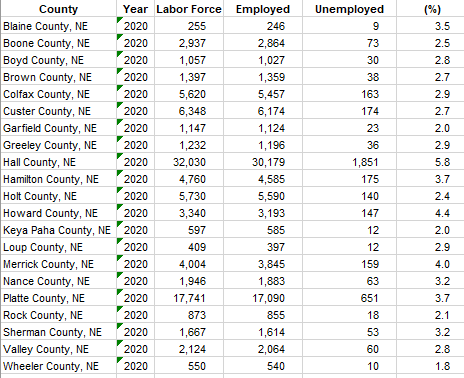 County Year Labor Force Employed Unemployed (%)
Blaine County, NE 2020 255 246 9 3.5
Boone County, NE 2020 2,937 2,864 73 2.5
Boyd County, NE 2020 1,057 1,027 30 2.8
Brown County, NE 2020 1,397 1,359 38 2.7
Colfax County, NE 2020 5,620 5,457 163 2.9
Custer County, NE 2020 6,348 6,174 174 2.7
Garfield County, NE 2020 1,147 1,124 23 2.0
Greeley County, NE 2020 1,232 1,196 36 2.9
Hall County, NE 2020 32,030 30,179 1,851 5.8
Hamilton County, NE 2020 4,760 4,585 175 3.7
Holt County, NE 2020 5,730 5,590 140 2.4
Howard County, NE 2020 3,340 3,193 147 4.4
Keya Paha County, NE 2020 597 585 12 2.0
Loup County, NE 2020 409 397 12 2.9
Merrick County, NE 2020 4,004 3,845 159 4.0
Nance County, NE 2020 1,946 1,883 63 3.2
Platte County, NE 2020 17,741 17,090 651 3.7
Rock County, NE 2020 873 855 18 2.1
Sherman County, NE 2020 1,667 1,614 53 3.2
Valley County, NE 2020 2,124 2,064 60 2.8
Wheeler County, NE 2020 550 540 10 1.8